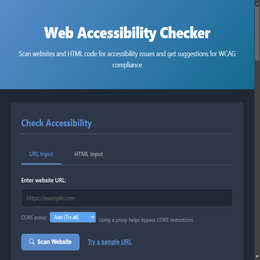 Web Accessibility Checker
Scan websites and HTML code for accessibility issues and get suggestions for WCAG
compliance
Check Accessibility
URL Input HTML Input
Enter website URL:
https://example.com
CORS proxy: Auto (Try all) Using a proxy helps bypass CORS restrictions
Scan Website Try a sample URL